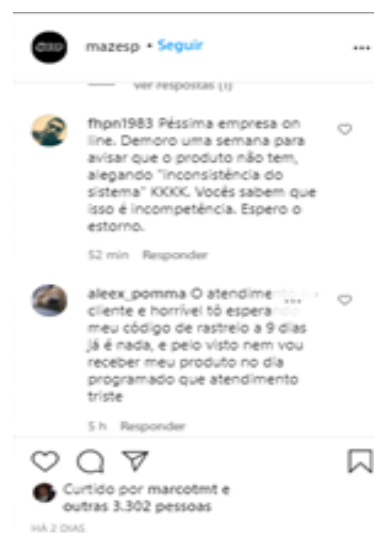 mazesp • Seguir
Ver respostas (1)
fhpn1983 Péssima empresa on
line. Demoro uma semana para
avisar que o produto não tem,
alegando "inconsistência do
sistema" KKKK. Vocês sabem que
isso é incompetência. Espero o
estorno.
52 min Responder
aleex_pomma O atendime
cliente e horrível tô espera
meu código de rastreio a 9 dias
já é nada, e pelo visto nem vou
receber meu produto no dia
programado que atendimento
triste
5 h Responder
Curtido por marcotmt e
outras 3.302 pessoas
HÁ 2 DIAS